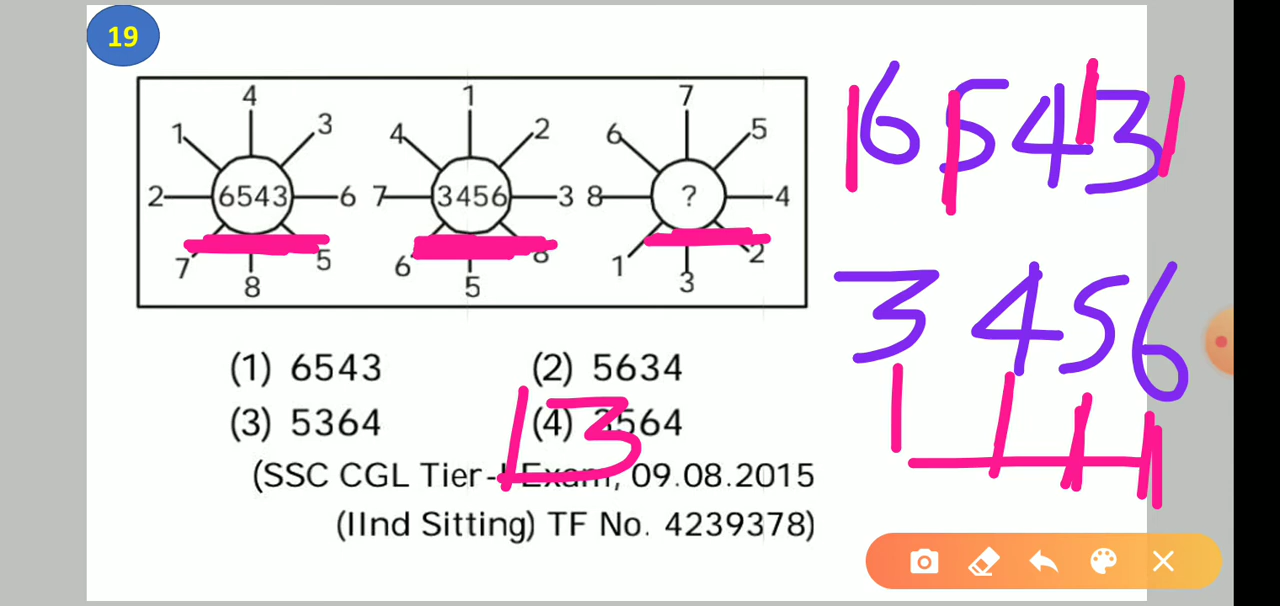 19
4 1 7
1 3 4 2 6 5
2 6543 6 7 3456 3 8 ? 4
7 5 6 8 1 2
8 5 3
16543
3456
(1) 6543 (2) 5634
(3) 5364 (4) 3564
13
(SSC CGL Tier-I Exam, 09.08.2015
(IInd Sitting) TF No. 4239378)